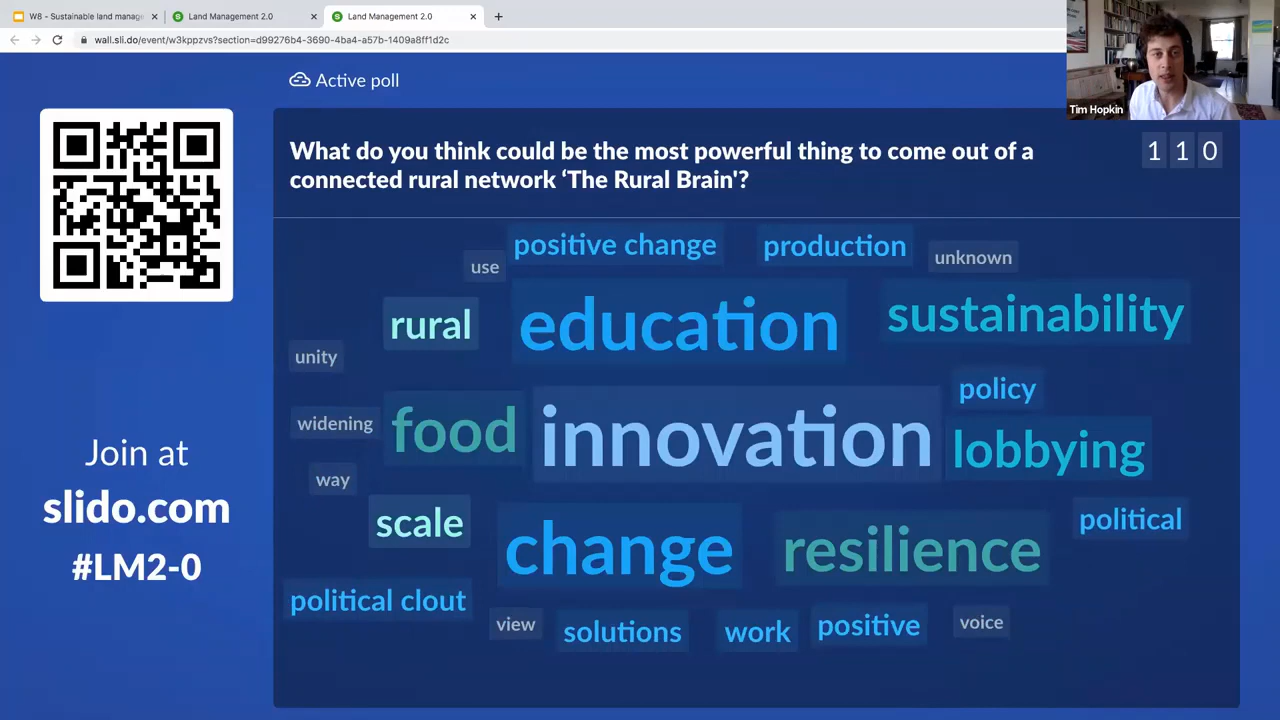 W8 - Sustainable land manage
Land Management 2.0
Land Management 2.0
wall.sli.do/event/w3kppzvs?section=d99276b4-3690-4ba4-a57b-1409a8ff1d2c
Tim Hopkin
Active poll
What do you think could be the most powerful thing to come out of a
connected rural network ‘The Rural Brain'?
1 1 0
positive change
production
unknown
use
rural
education
sustainability
unity
policy
widening
food
innovation
lobbying
way
scale
change
resilience
political
political clout
view
solutions
work
positive
voice
Join at
slido.com
#LM2-0